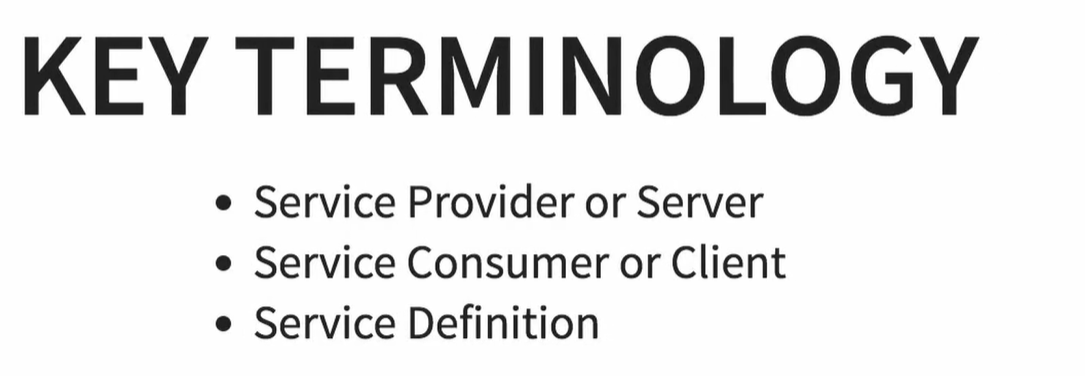 KEY TERMINOLOGY
• Service Provider or Server
• Service Consumer or Client
• Service Definition